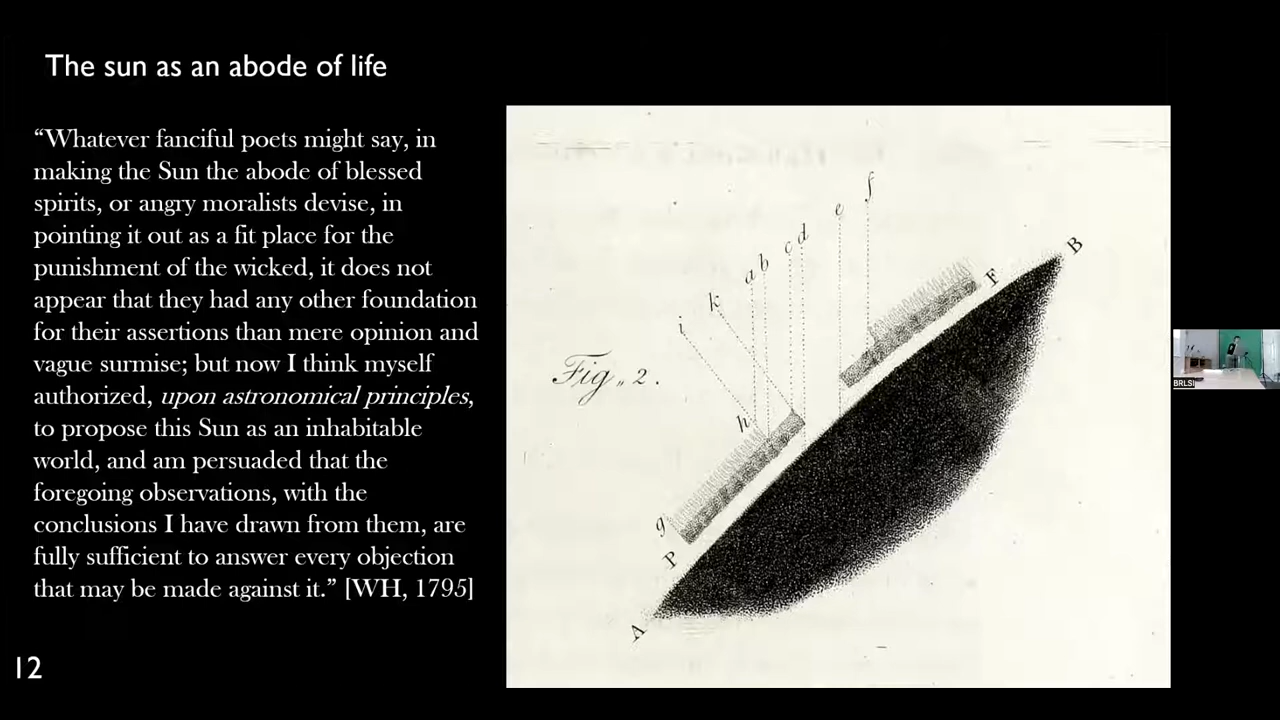 The sun as an abode of life
“Whatever fanciful poets might say, in
making the Sun the abode of blessed
spirits, or angry moralists devise, in
pointing it out as a fit place for the
punishment of the wicked, it does not
appear that they had any other foundation
for their assertions than mere opinion and
vague surmise; but now I think myself
authorized, upon astronomical principles,
to propose this Sun as an inhabitable
world, and am persuaded that the
foregoing observations, with the
conclusions I have drawn from them, are
fully sufficient to answer every objection
that may be made against it.” [WH, 1795]
12
Fig. 2.
f
e
d
c
b
a
k
i
h
g
P
A
F
B
BRLSI